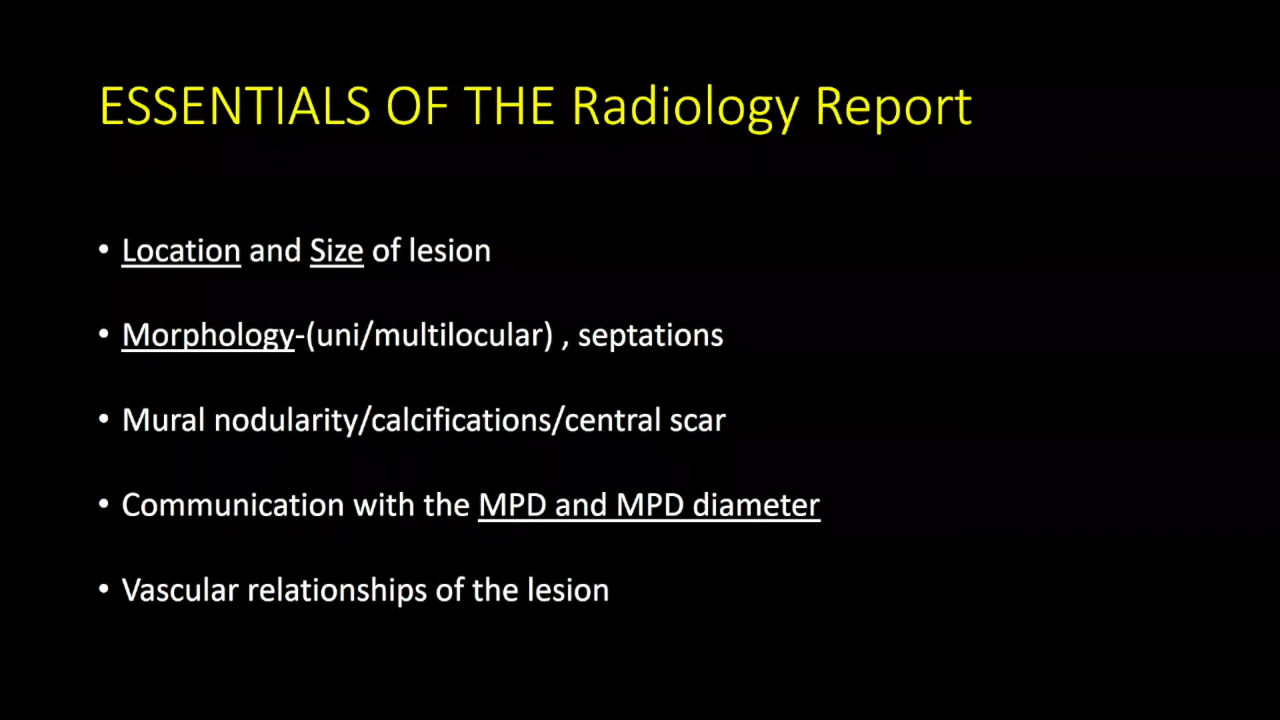 ESSENTIALS OF THE Radiology Report
• Location and Size of lesion
• Morphology-(uni/multilocular) , septations
• Mural nodularity/calcifications/central scar
• Communication with the MPD and MPD diameter
• Vascular relationships of the lesion